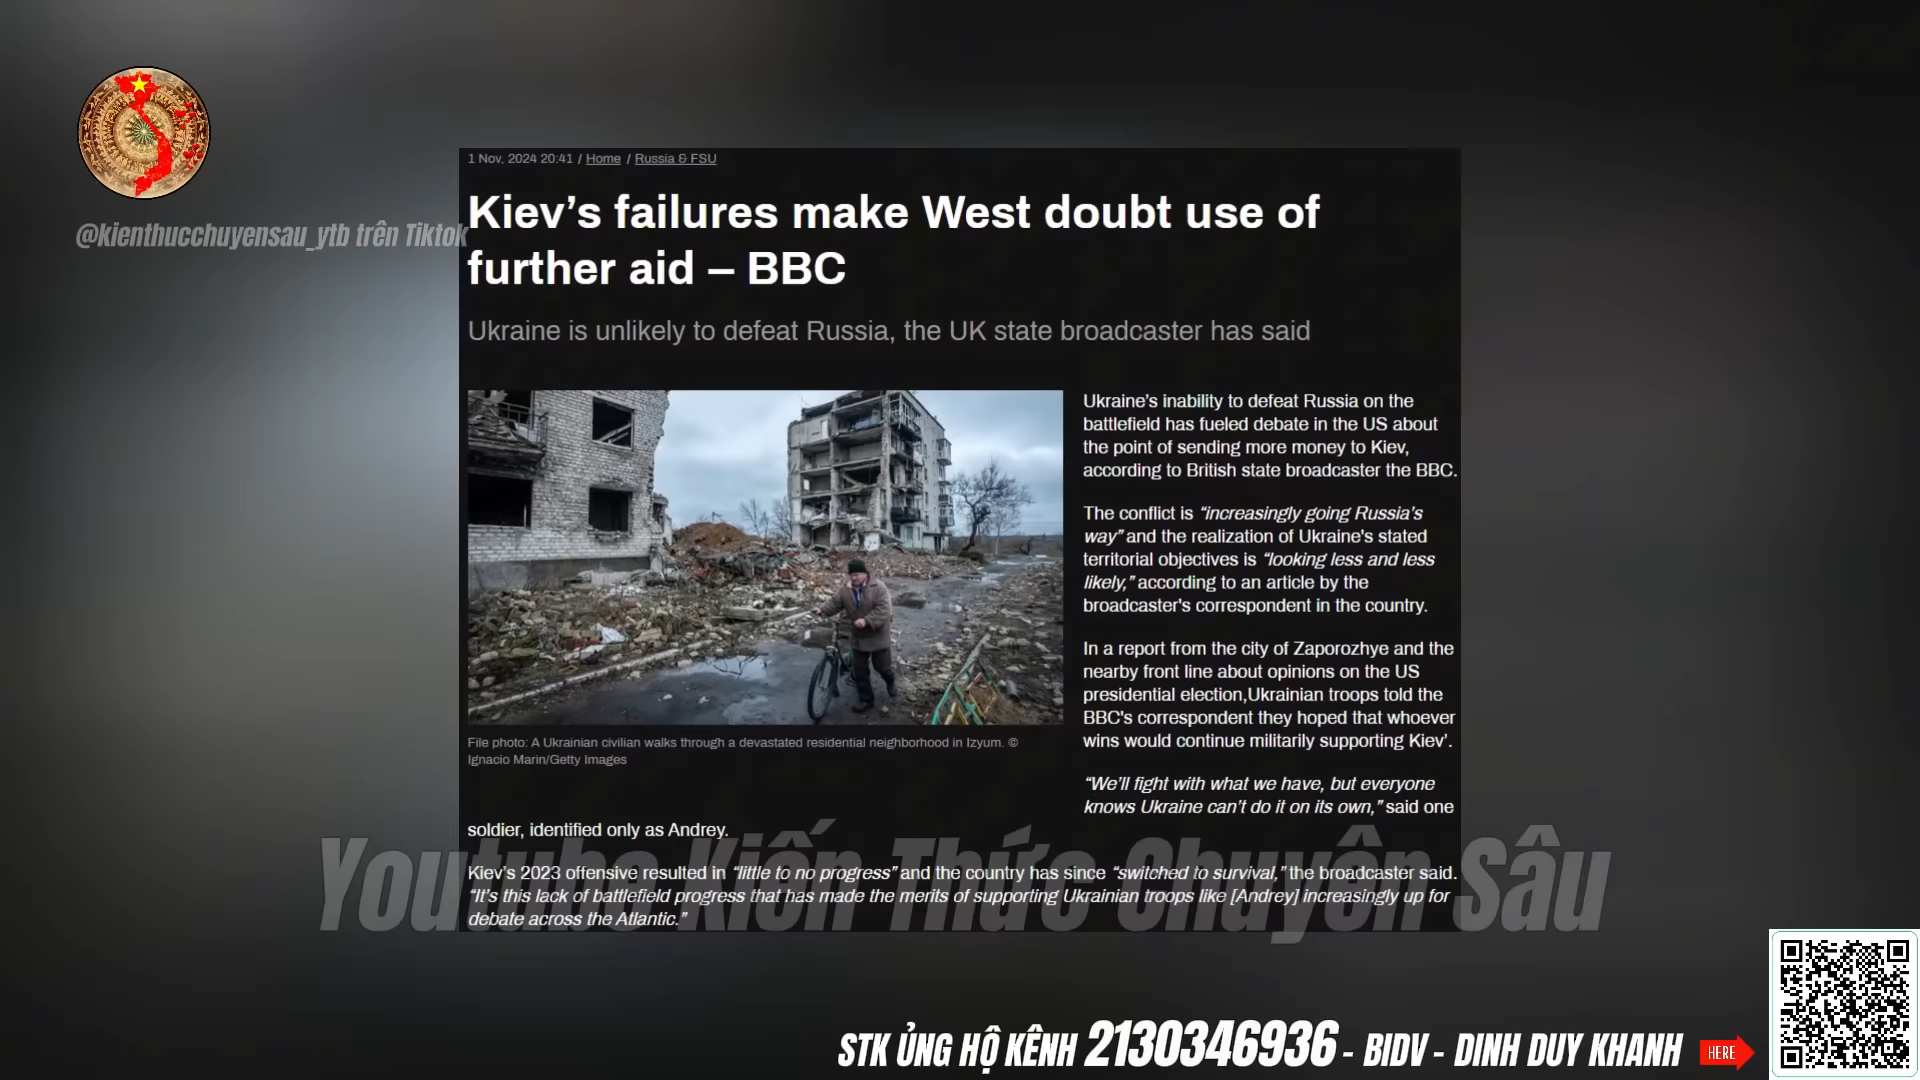 1 Nov, 2024 20:41 / Home / Russia & FSU
@kienthucchuyensau_ytb trên Tiktok
Kiev’s failures make West doubt use of
further aid – BBC
Ukraine is unlikely to defeat Russia, the UK state broadcaster has said
File photo: A Ukrainian civilian walks through a devastated residential neighborhood in Izyum. ©
Ignacio Marin/Getty Images
Ukraine’s inability to defeat Russia on the
battlefield has fueled debate in the US about
the point of sending more money to Kiev,
according to British state broadcaster the BBC.
The conflict is “increasingly going Russia’s
way” and the realization of Ukraine's stated
territorial objectives is “looking less and less
likely,” according to an article by the
broadcaster's correspondent in the country.
In a report from the city of Zaporozhye and the
nearby front line about opinions on the US
presidential election,Ukrainian troops told the
BBC's correspondent they hoped that whoever
wins would continue militarily supporting Kiev’.
“We’ll fight with what we have, but everyone
knows Ukraine can’t do it on its own,” said one
soldier, identified only as Andrey.
Kiev’s 2023 offensive resulted in “little to no progress” and the country has since “switched to survival,” the broadcaster said.
“It’s this lack of battlefield progress that has made the merits of supporting Ukrainian troops like [Andrey] increasingly up for
debate across the Atlantic.”
Youtube Kiến Thức Chuyên Sâu
STK ỦNG HỘ KÊNH 2130346936 - BIDV - DINH DUY KHANH
HERE